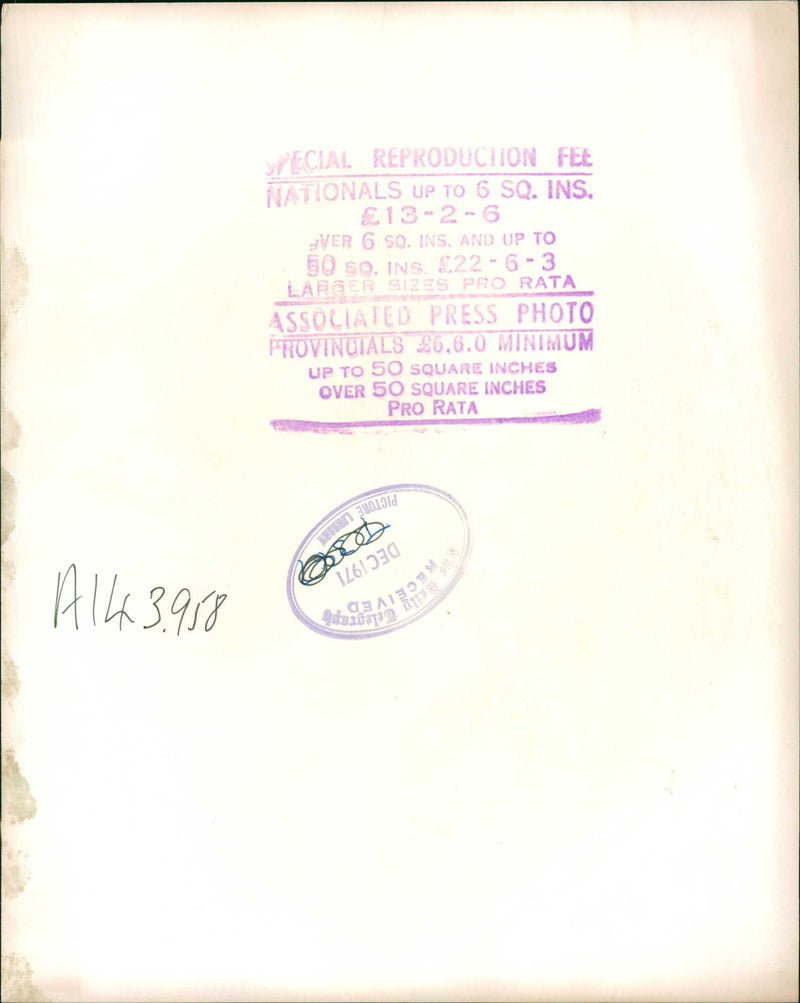 SPECIAL REPRODUCTION FEE
NATIONALS UP TO 6 SQ. INS.
£13-2-6
OVER 6 SQ. INS. AND UP TO
50 SQ. INS. £22-6-3
LARGER SIZES PRO RATA
ASSOCIATED PRESS PHOTO
PROVINCIALS £6.6.0 MINIMUM
UP TO 50 SQUARE INCHES
OVER 50 SQUARE INCHES
PRO RATA
The Daily Telegraph
RECEIVED
DEC 1971
PICTURE LIBRARY
A143.958